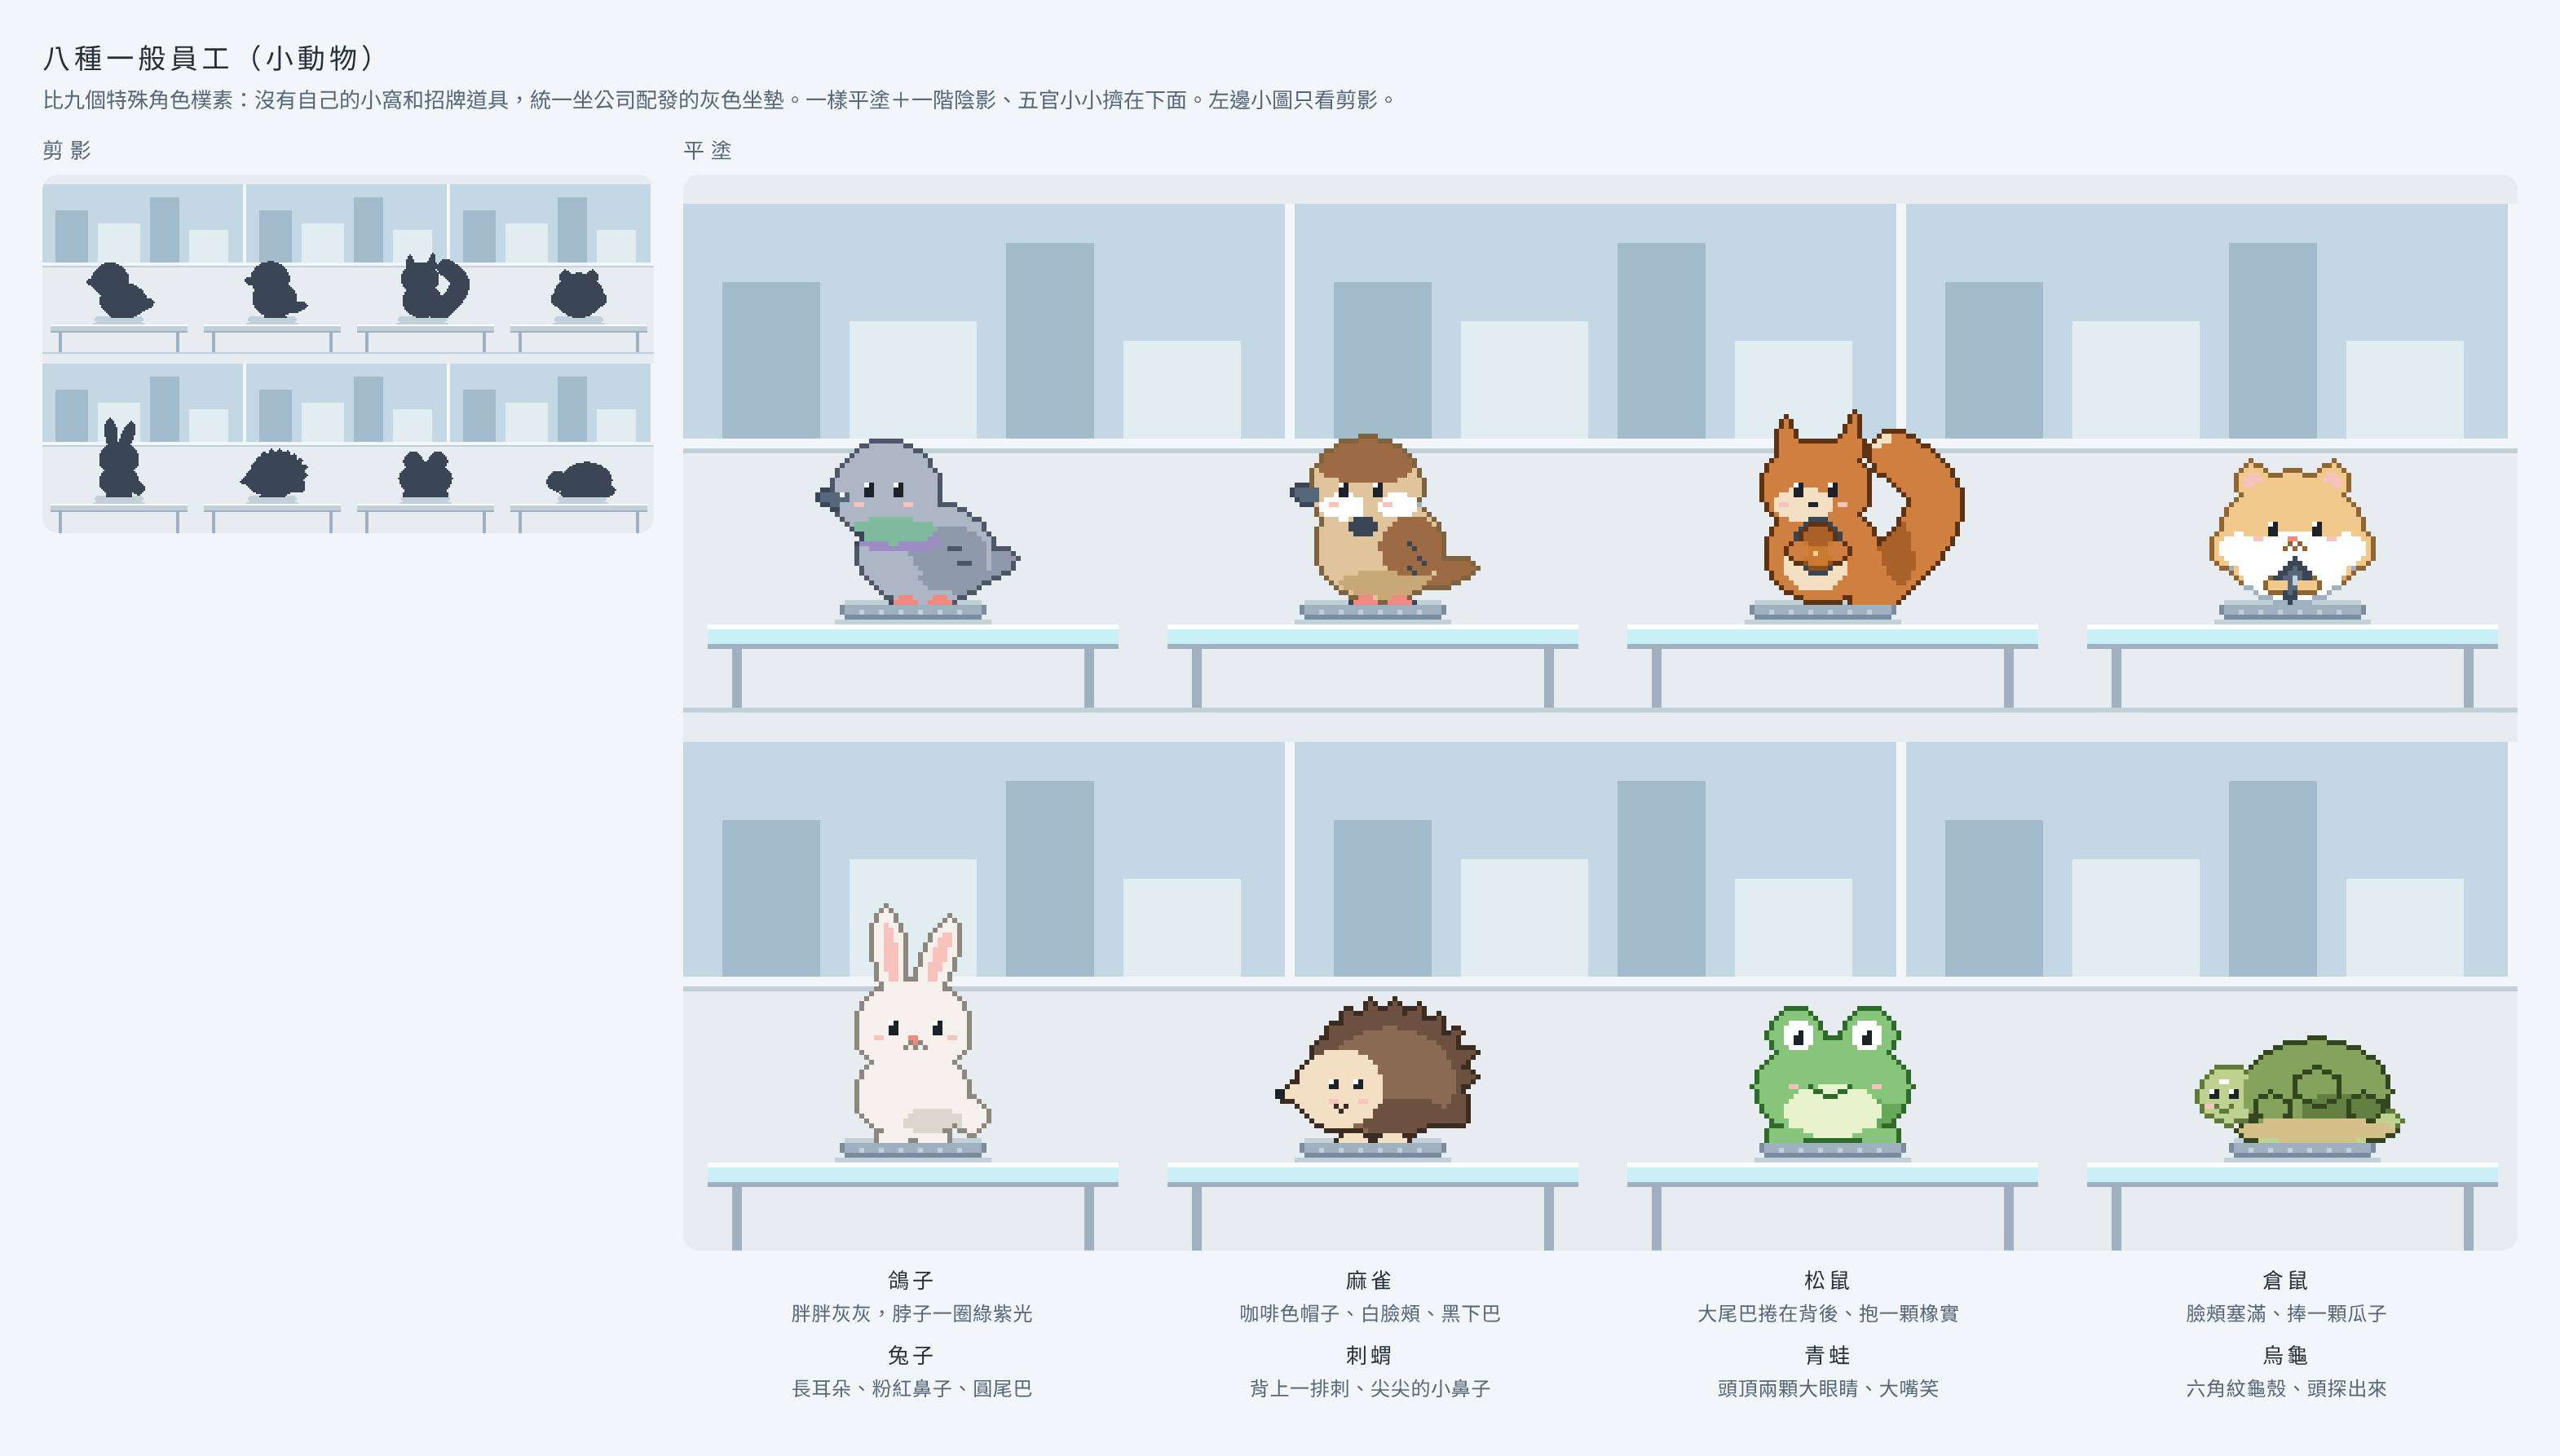 八種一般員工（小動物）
比九個特殊角色樸素：沒有自己的小窩和招牌道具，統一坐公司配發的灰色坐墊。一樣平塗＋一階陰影、五官小小擠在下面。左邊小圖只看剪影。
剪影
平塗
鴿子
胖胖灰灰，脖子一圈綠紫光
麻雀
咖啡色帽子、白臉頰、黑下巴
松鼠
大尾巴捲在背後、抱一顆橡實
倉鼠
臉頰塞滿、捧一顆瓜子
兔子
長耳朵、粉紅鼻子、圓尾巴
刺蝟
背上一排刺、尖尖的小鼻子
青蛙
頭頂兩顆大眼睛、大嘴笑
烏龜
六角紋龜殼、頭探出來